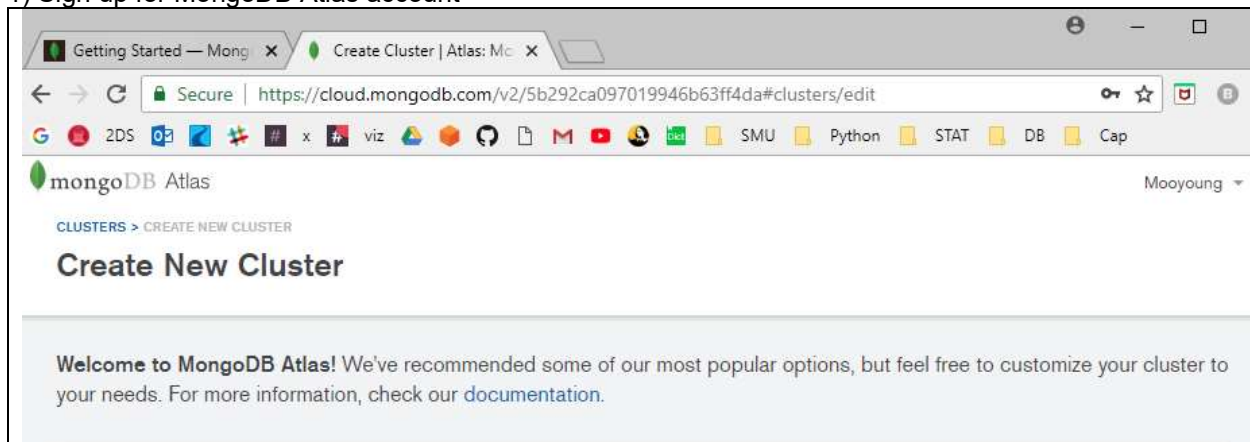 1) Sign up for MongoDB Atlas account
Getting Started — Mong
Create Cluster | Atlas: Mc
Secure | https://cloud.mongodb.com/v2/5b292ca097019946b63ff4da#clusters/edit
G 2DS # x #. viz M Dict SMU Python STAT DB Cap
mongoDB Atlas
Mooyoung
CLUSTERS > CREATE NEW CLUSTER
Create New Cluster
Welcome to MongoDB Atlas! We've recommended some of our most popular options, but feel free to customize your cluster to
your needs. For more information, check our documentation.